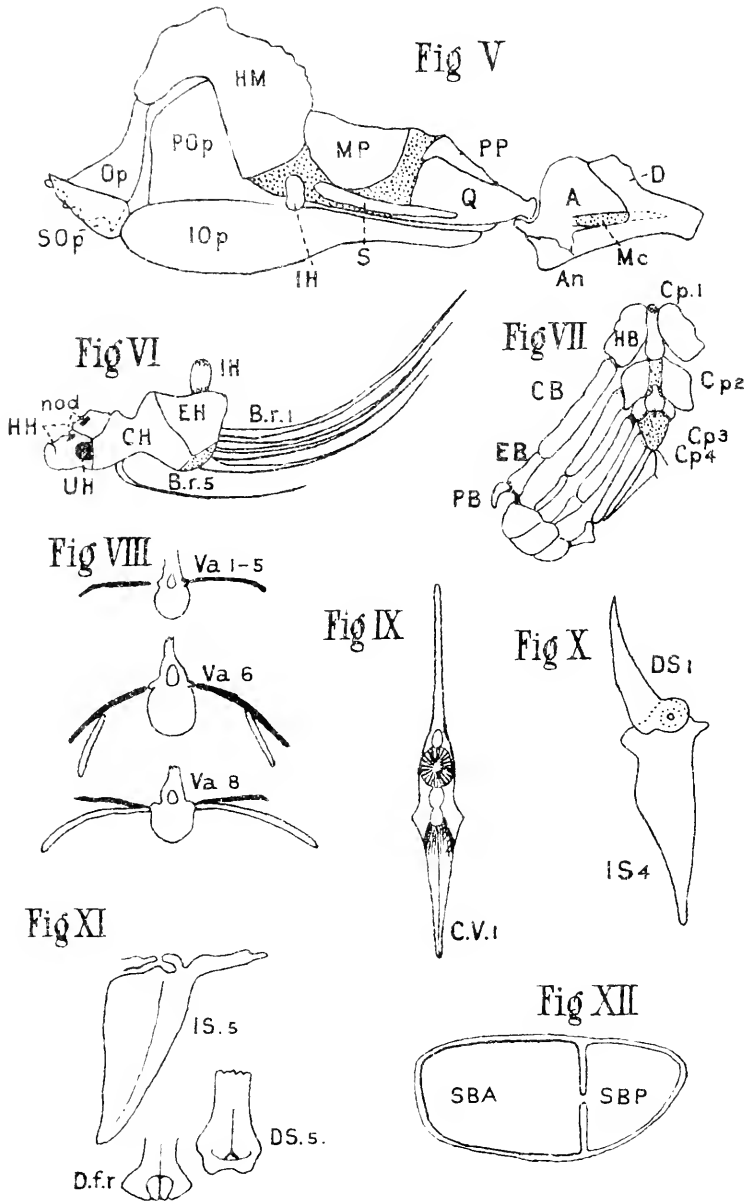 Fig V
HM
POp
MP
PP
Op
Q
A
D
SOp
IOp
S
IH
Mc
An
Fig VI
Fig VII
Cp.1
HB
IH
nod
B.r.1
CB
Cp2
HH
EH
CH
Cp3
Cp4
EB
UH
B.r.5
PB
Fig VIII
Va 1-5
Fig IX
Fig X
Va 6
DS1
Va 8
IS4
Fig XI
C.V.1
Fig XII
IS.5
SBA
SBP
DS.5.
D.f.r